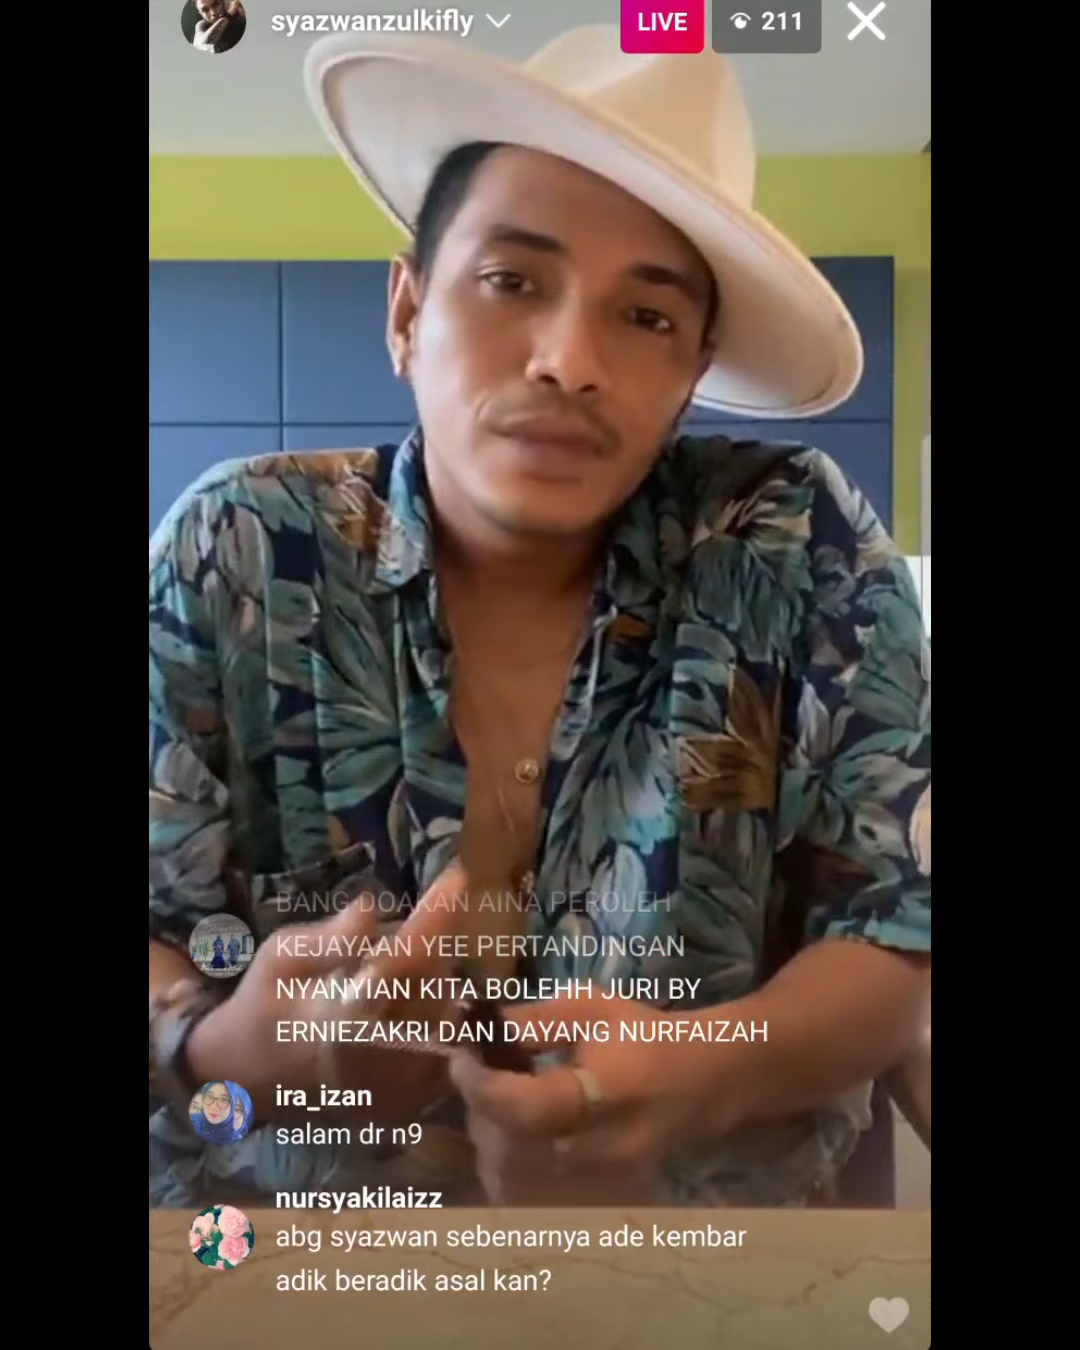 syazwanzulkifly
LIVE
211
BANG DOAKAN AINA PEROLEH
KEJAYAAN YEE PERTANDINGAN
NYANYIAN KITA BOLEHH JURI BY
ERNIEZAKRI DAN DAYANG NURFAIZAH
ira_izan
salam dr n9
nursyakilaizz
abg syazwan sebenarnya ade kembar
adik beradik asal kan?